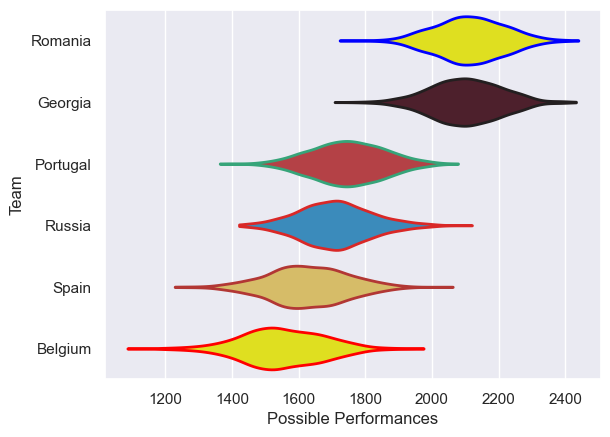 Romania
Georgia
Portugal
Russia
Spain
Belgium
Team
1200 1400 1600 1800 2000 2200 2400
Possible Performances